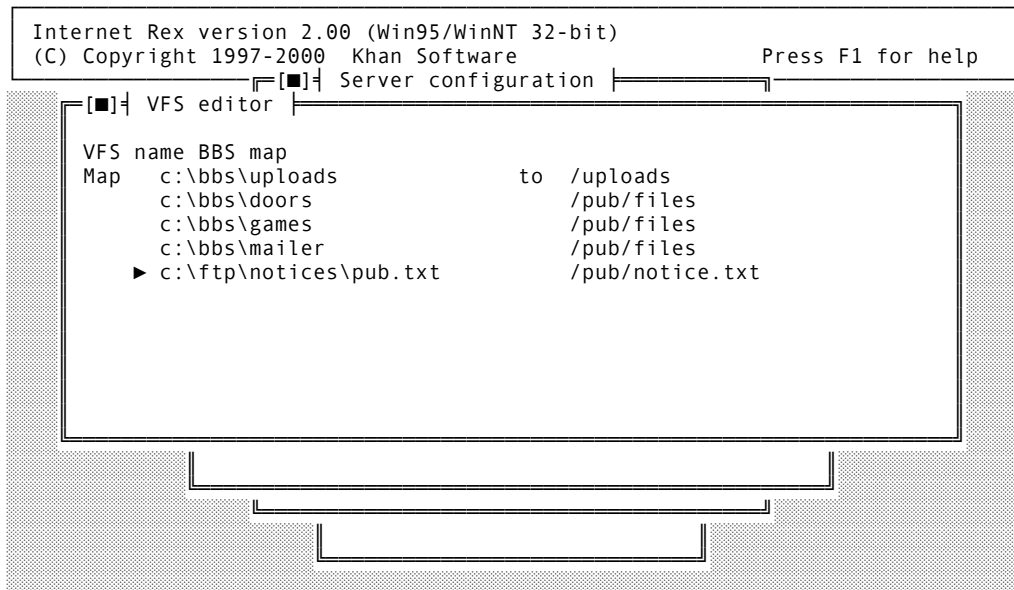 Internet Rex version 2.00 (Win95/WinNT 32-bit)
(C) Copyright 1997-2000 Khan Software Press F1 for help
[■] Server configuration
[■] VFS editor
VFS name BBS map
Map c:\bbs\uploads to /uploads
c:\bbs\doors /pub/files
c:\bbs\games /pub/files
c:\bbs\mailer /pub/files
► c:\ftp\notices\pub.txt /pub/notice.txt